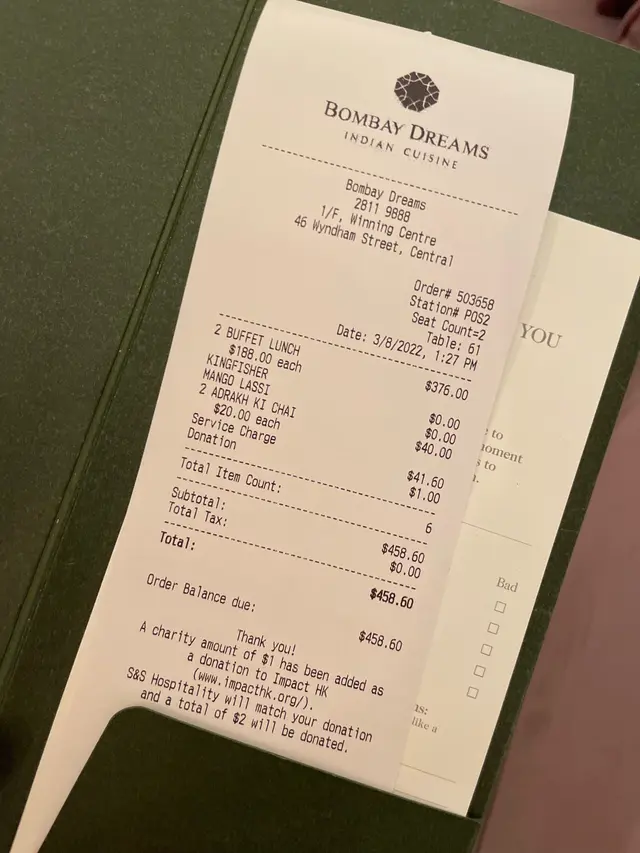 BOMBAY DREAMS
INDIAN CUISINE
Bombay Dreams
2811 9888
1/F, Winning Centre
46 Wyndham Street, Central
Order# 503658
Station# POS2
Seat Count=2
Table: 61
Date: 3/8/2022, 1:27 PM
2 BUFFET LUNCH $376.00
$188.00 each
KINGFISHER $0.00
MANGO LASSI $0.00
2 ADRAKH KI CHAI $40.00
$20.00 each
Service Charge $41.60
Donation $1.00
Total Item Count: 6
Subtotal: $458.60
Total Tax: $0.00
Total: $458.60
Order Balance due: $458.60
Thank you!
A charity amount of $1 has been added as
a donation to Impact HK
(www.impacthk.org/).
S&S Hospitality will match your donation
and a total of $2 will be donated.
YOU
to
moment
to
Bad
like a